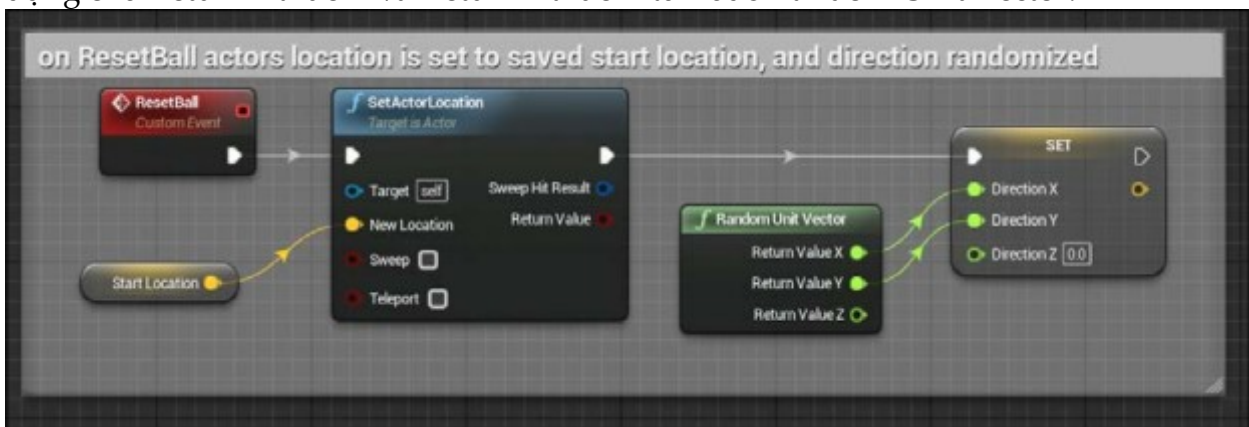 on ResetBall actors location is set to saved start location, and direction randomized
ResetBall
Custom Event
SetActorLocation
Target is Actor
Target self
Sweep Hit Result
New Location
Return Value
Sweep
Teleport
Start Location
Random Unit Vector
Return Value X
Return Value Y
Return Value Z
SET
Direction X
Direction Y
Direction Z 0.0